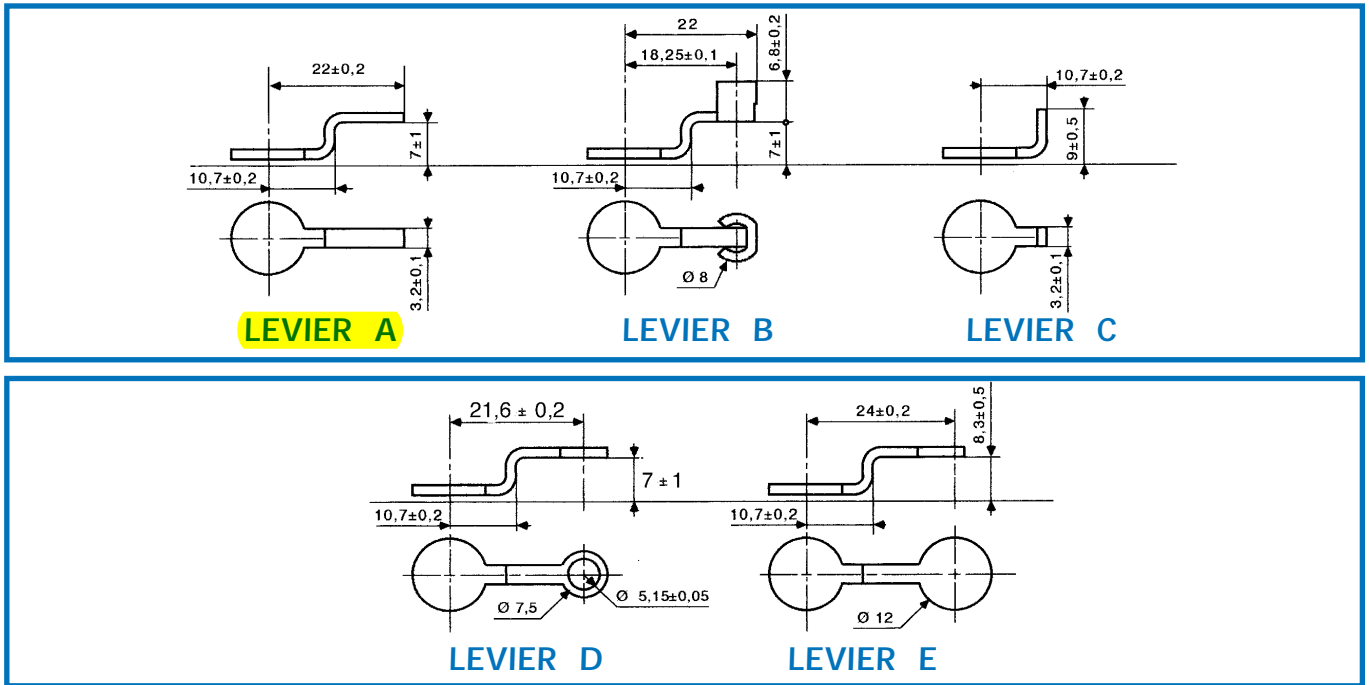 22±0,2
7±1
10,7±0,2
3,2±0,1
LEVIER A
22
18,25±0,1
6,8±0,2
7±1
10,7±0,2
Ø 8
LEVIER B
10,7±0,2
9±0,5
3,2±0,1
LEVIER C
21,6 ± 0,2
7 ± 1
10,7±0,2
Ø 7,5
Ø 5,15±0,05
LEVIER D
24±0,2
8,3±0,5
10,7±0,2
Ø 12
LEVIER E